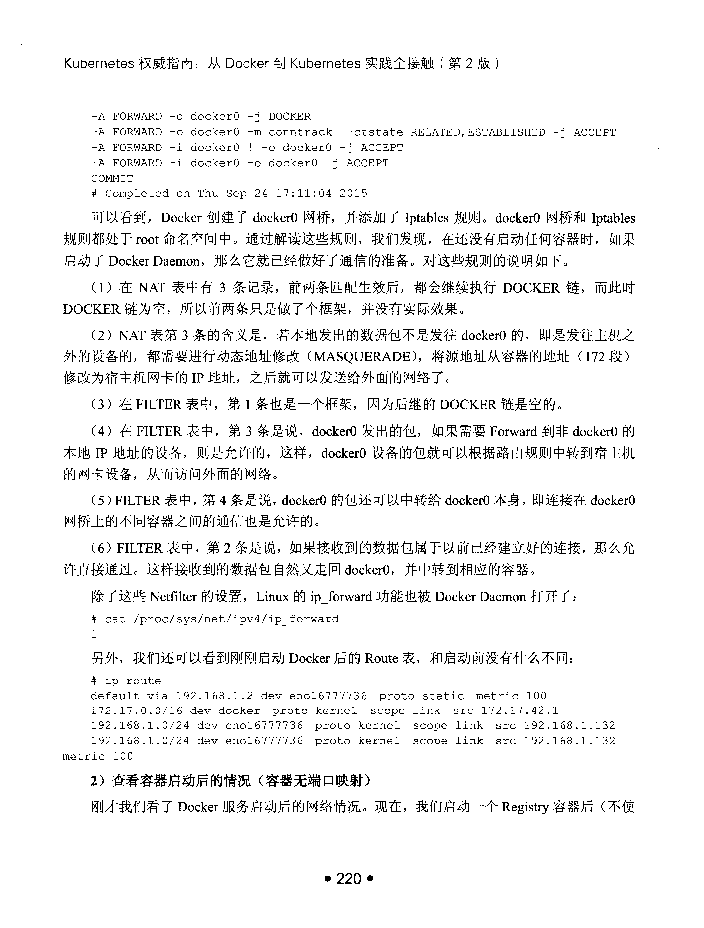 Kubernetes 权威指南：从 Docker 到 Kubernetes 实践全接触（第 2 版）
-A FORWARD -o docker0 -j DOCKER
-A FORWARD -o docker0 -m conntrack --ctstate RELATED,ESTABLISHED -j ACCEPT
-A FORWARD -i docker0 ! -o docker0 -j ACCEPT
-A FORWARD -i docker0 -o docker0 -j ACCEPT
COMMIT
# Completed on Thu Sep 24 17:11:04 2015
可以看到，Docker 创建了 docker0 网桥，并添加了 Iptables 规则。docker0 网桥和 Iptables
规则都处于 root 命名空间中。通过解读这些规则，我们发现，在还没有启动任何容器时，如果
启动了 Docker Daemon，那么它就已经做好了通信的准备。对这些规则的说明如下。
（1）在 NAT 表中有 3 条记录，前两条匹配生效后，都会继续执行 DOCKER 链，而此时
DOCKER 链为空，所以前两条只是做了个框架，并没有实际效果。
（2）NAT 表第 3 条的含义是，若本地发出的数据包不是发往 docker0 的，即是发往主机之
外的设备的，都需要进行动态地址修改（MASQUERADE），将源地址从容器的地址（172 段）
修改为宿主机网卡的 IP 地址，之后就可以发送给外面的网络了。
（3）在 FILTER 表中，第 1 条也是一个框架，因为后继的 DOCKER 链是空的。
（4）在 FILTER 表中，第 3 条是说，docker0 发出的包，如果需要 Forward 到非 docker0 的
本地 IP 地址的设备，则是允许的，这样，docker0 设备的包就可以根据路由规则中转到宿主机
的网卡设备，从而访问外面的网络。
（5）FILTER 表中，第 4 条是说，docker0 的包还可以中转给 docker0 本身，即连接在 docker0
网桥上的不同容器之间的通信也是允许的。
（6）FILTER 表中，第 2 条是说，如果接收到的数据包属于以前已经建立好的连接，那么允
许直接通过。这样接收到的数据包自然又走回 docker0，并中转到相应的容器。
除了这些 Netfilter 的设置，Linux 的 ip_forward 功能也被 Docker Daemon 打开了：
# cat /proc/sys/net/ipv4/ip_forward
1
另外，我们还可以看到刚刚启动 Docker 后的 Route 表，和启动前没有什么不同：
# ip route
default via 192.168.1.2 dev eno16777736 proto static metric 100
172.17.0.0/16 dev docker proto kernel scope link src 172.17.42.1
192.168.1.0/24 dev eno16777736 proto kernel scope link src 192.168.1.132
192.168.1.0/24 dev eno16777736 proto kernel scope link src 192.168.1.132
metric 100
2）查看容器启动后的情况（容器无端口映射）
刚才我们看了 Docker 服务启动后的网络情况。现在，我们启动一个 Registry 容器后（不使
• 220 •